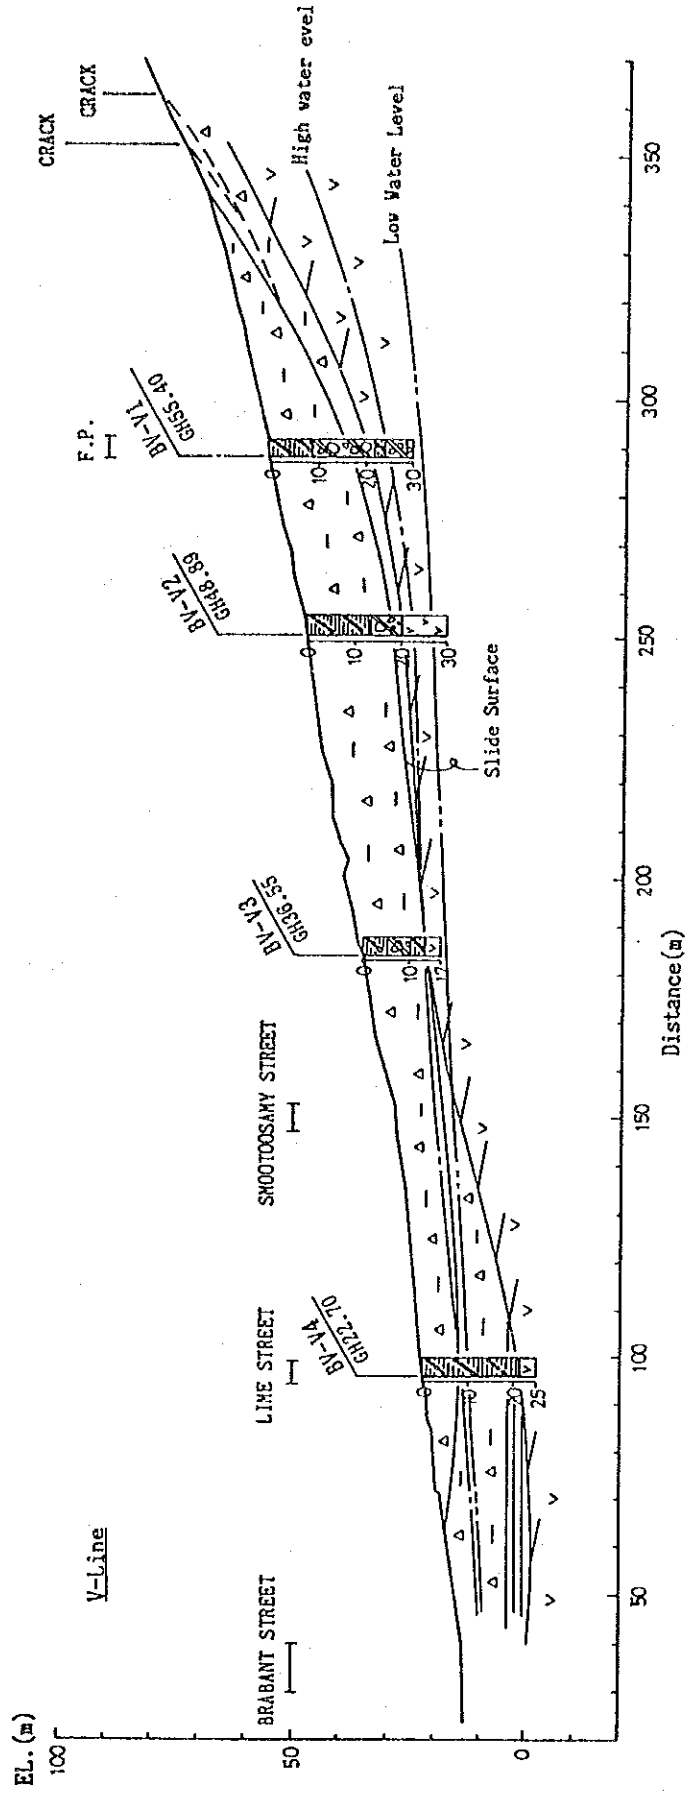 V-Line
EL.(m)
100
50
0
BRABANT STREET
LIME STREET
SMOOTOOSAMY STREET
F.P.
CRACK
CRACK
BV-V4
GH22.70
BV-V3
GH36.55
BV-V2
GH48.89
BV-V1
GH55.40
High water evel
Low Water Level
Slide Surface
0
25
0
10
17
0
10
20
30
0
10
20
30
50
100
150
200
250
300
350
Distance(m)